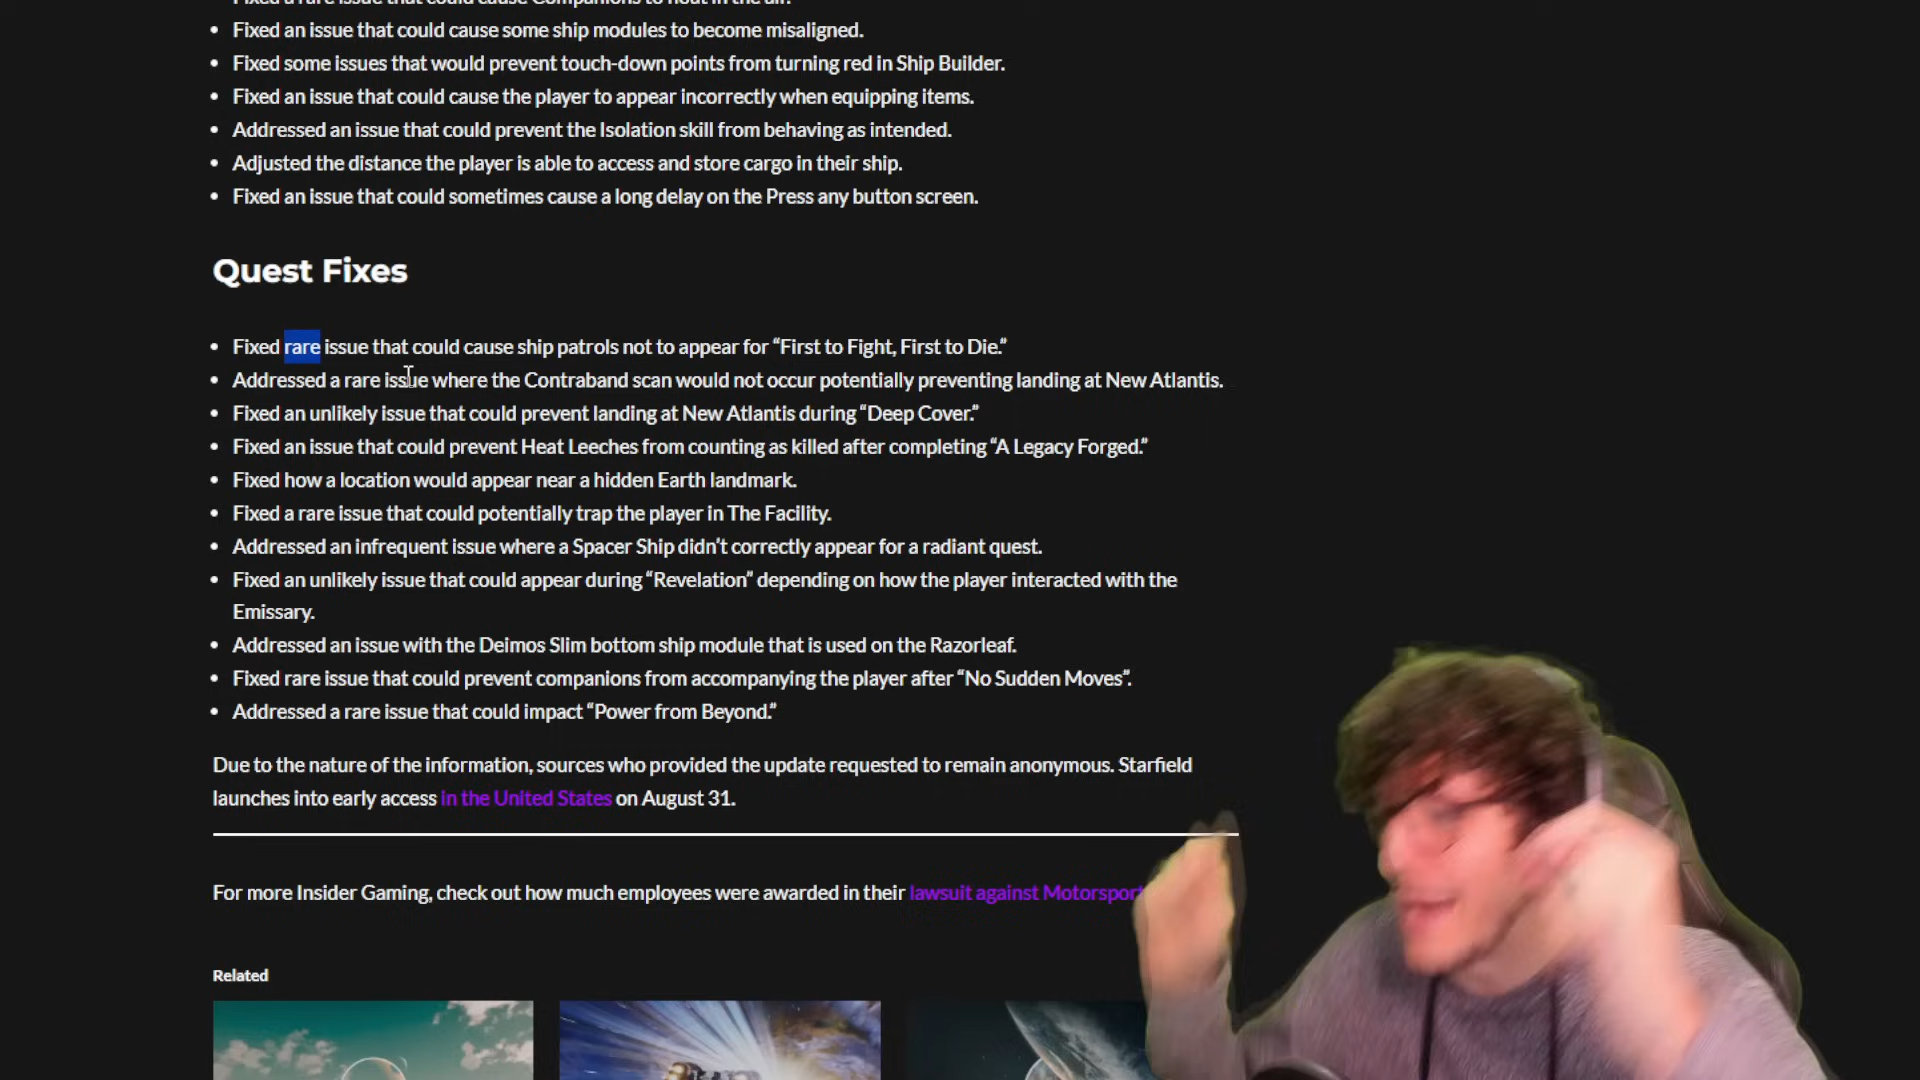 Fixed a rare issue that could cause Companions to float in the air.
Fixed an issue that could cause some ship modules to become misaligned.
Fixed some issues that would prevent touch-down points from turning red in Ship Builder.
Fixed an issue that could cause the player to appear incorrectly when equipping items.
Addressed an issue that could prevent the Isolation skill from behaving as intended.
Adjusted the distance the player is able to access and store cargo in their ship.
Fixed an issue that could sometimes cause a long delay on the Press any button screen.
Quest Fixes
Fixed rare issue that could cause ship patrols not to appear for “First to Fight, First to Die.”
Addressed a rare issue where the Contraband scan would not occur potentially preventing landing at New Atlantis.
Fixed an unlikely issue that could prevent landing at New Atlantis during “Deep Cover.”
Fixed an issue that could prevent Heat Leeches from counting as killed after completing “A Legacy Forged.”
Fixed how a location would appear near a hidden Earth landmark.
Fixed a rare issue that could potentially trap the player in The Facility.
Addressed an infrequent issue where a Spacer Ship didn’t correctly appear for a radiant quest.
Fixed an unlikely issue that could appear during “Revelation” depending on how the player interacted with the
Emissary.
Addressed an issue with the Deimos Slim bottom ship module that is used on the Razorleaf.
Fixed rare issue that could prevent companions from accompanying the player after “No Sudden Moves”.
Addressed a rare issue that could impact “Power from Beyond.”
Due to the nature of the information, sources who provided the update requested to remain anonymous. Starfield
launches into early access in the United States on August 31.
For more Insider Gaming, check out how much employees were awarded in their lawsuit against Motorsport
Related